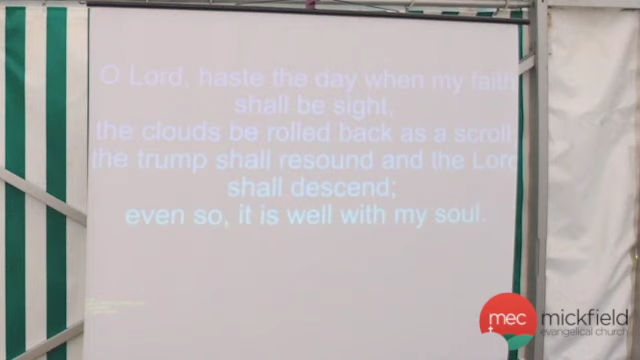 O Lord, haste the day when my faith
shall be sight,
the clouds be rolled back as a scroll,
the trump shall resound and the Lord
shall descend;
even so, it is well with my soul.
mec mickfield
evangelical church